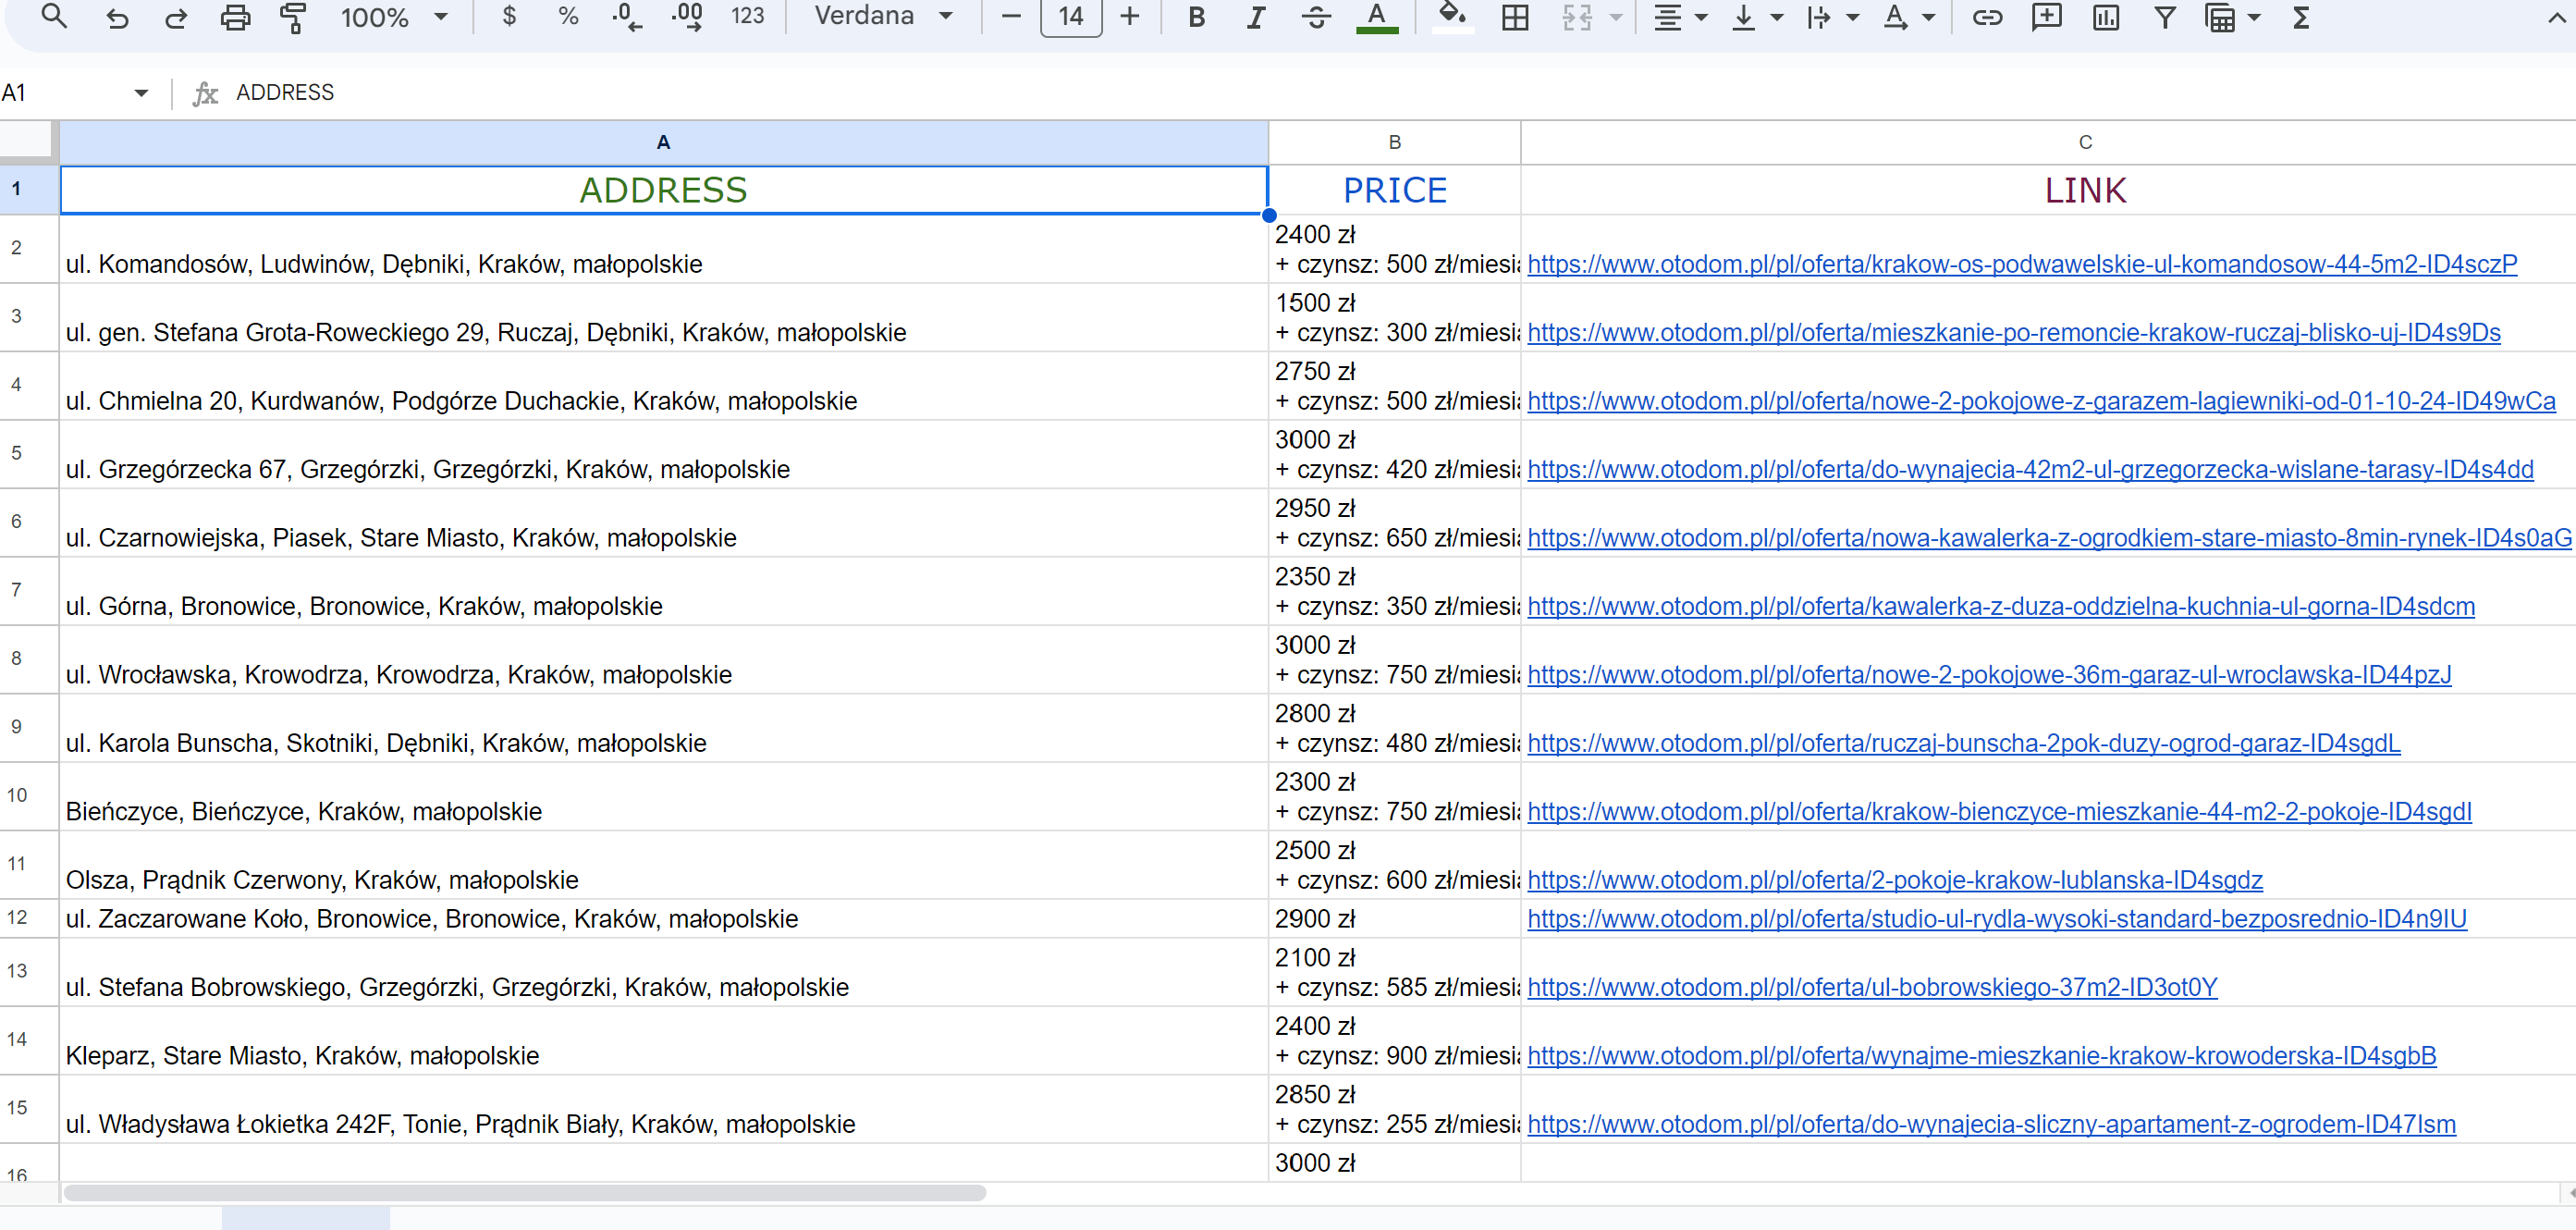 100% $ % .0 .00 123 Verdana 14 B I A A
A1 fx ADDRESS
A B C
1 ADDRESS PRICE LINK
2400 zł
2 ul. Komandosów, Ludwinów, Dębniki, Kraków, małopolskie + czynsz: 500 zł/miesią https://www.otodom.pl/pl/oferta/krakow-os-podwawelskie-ul-komandosow-44-5m2-ID4sczP
1500 zł
3 ul. gen. Stefana Grota-Roweckiego 29, Ruczaj, Dębniki, Kraków, małopolskie + czynsz: 300 zł/miesią https://www.otodom.pl/pl/oferta/mieszkanie-po-remoncie-krakow-ruczaj-blisko-uj-ID4s9Ds
2750 zł
4 ul. Chmielna 20, Kurdwanów, Podgórze Duchackie, Kraków, małopolskie + czynsz: 500 zł/miesią https://www.otodom.pl/pl/oferta/nowe-2-pokojowe-z-garazem-lagiewniki-od-01-10-24-ID49wCa
3000 zł
5 ul. Grzegórzecka 67, Grzegórzki, Grzegórzki, Kraków, małopolskie + czynsz: 420 zł/miesią https://www.otodom.pl/pl/oferta/do-wynajecia-42m2-ul-grzegorzecka-wislane-tarasy-ID4s4dd
2950 zł
6 ul. Czarnowiejska, Piasek, Stare Miasto, Kraków, małopolskie + czynsz: 650 zł/miesią https://www.otodom.pl/pl/oferta/nowa-kawalerka-z-ogrodkiem-stare-miasto-8min-rynek-ID4s0aG
2350 zł
7 ul. Górna, Bronowice, Bronowice, Kraków, małopolskie + czynsz: 350 zł/miesią https://www.otodom.pl/pl/oferta/kawalerka-z-duza-oddzielna-kuchnia-ul-gorna-ID4sdcm
3000 zł
8 ul. Wrocławska, Krowodrza, Krowodrza, Kraków, małopolskie + czynsz: 750 zł/miesią https://www.otodom.pl/pl/oferta/nowe-2-pokojowe-36m-garaz-ul-wroclawska-ID44pzJ
2800 zł
9 ul. Karola Bunscha, Skotniki, Dębniki, Kraków, małopolskie + czynsz: 480 zł/miesią https://www.otodom.pl/pl/oferta/ruczaj-bunscha-2pok-duzy-ogrod-garaz-ID4sgdL
2300 zł
10 Bieńczyce, Bieńczyce, Kraków, małopolskie + czynsz: 750 zł/miesią https://www.otodom.pl/pl/oferta/krakow-bienczyce-mieszkanie-44-m2-2-pokoje-ID4sgdI
2500 zł
11 Olsza, Prądnik Czerwony, Kraków, małopolskie + czynsz: 600 zł/miesią https://www.otodom.pl/pl/oferta/2-pokoje-krakow-lublanska-ID4sgdz
12 ul. Zaczarowane Koło, Bronowice, Bronowice, Kraków, małopolskie 2900 zł https://www.otodom.pl/pl/oferta/studio-ul-rydla-wysoki-standard-bezposrednio-ID4n9IU
2100 zł
13 ul. Stefana Bobrowskiego, Grzegórzki, Grzegórzki, Kraków, małopolskie + czynsz: 585 zł/miesią https://www.otodom.pl/pl/oferta/ul-bobrowskiego-37m2-ID3ot0Y
2400 zł
14 Kleparz, Stare Miasto, Kraków, małopolskie + czynsz: 900 zł/miesią https://www.otodom.pl/pl/oferta/wynajme-mieszkanie-krakow-krowoderska-ID4sgbB
2850 zł
15 ul. Władysława Łokietka 242F, Tonie, Prądnik Biały, Kraków, małopolskie + czynsz: 255 zł/miesią https://www.otodom.pl/pl/oferta/do-wynajecia-sliczny-apartament-z-ogrodem-ID47Ism
16 3000 zł